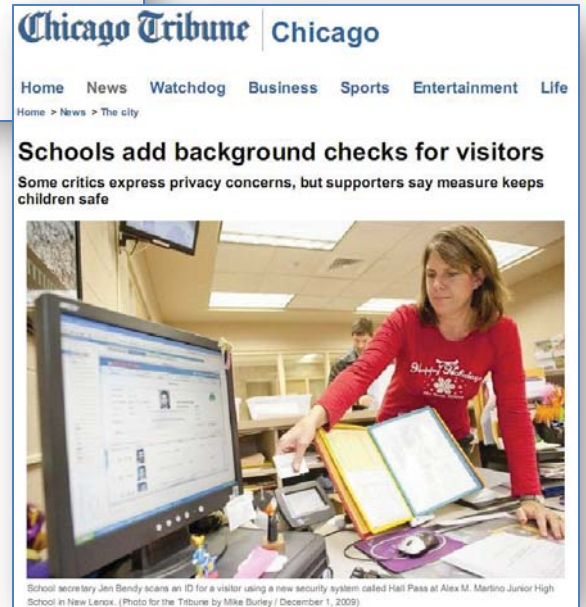 Chicago Tribune Chicago
Home News Watchdog Business Sports Entertainment Life
Home > News > The city
Schools add background checks for visitors
Some critics express privacy concerns, but supporters say measure keeps
children safe
Happy Holidays
School secretary Jen Bendy scans an ID for a visitor using a new security system called Hall Pass at Alex M. Martino Junior High
School in New Lenox. (Photo for the Tribune by Mike Burley / December 1, 2009)